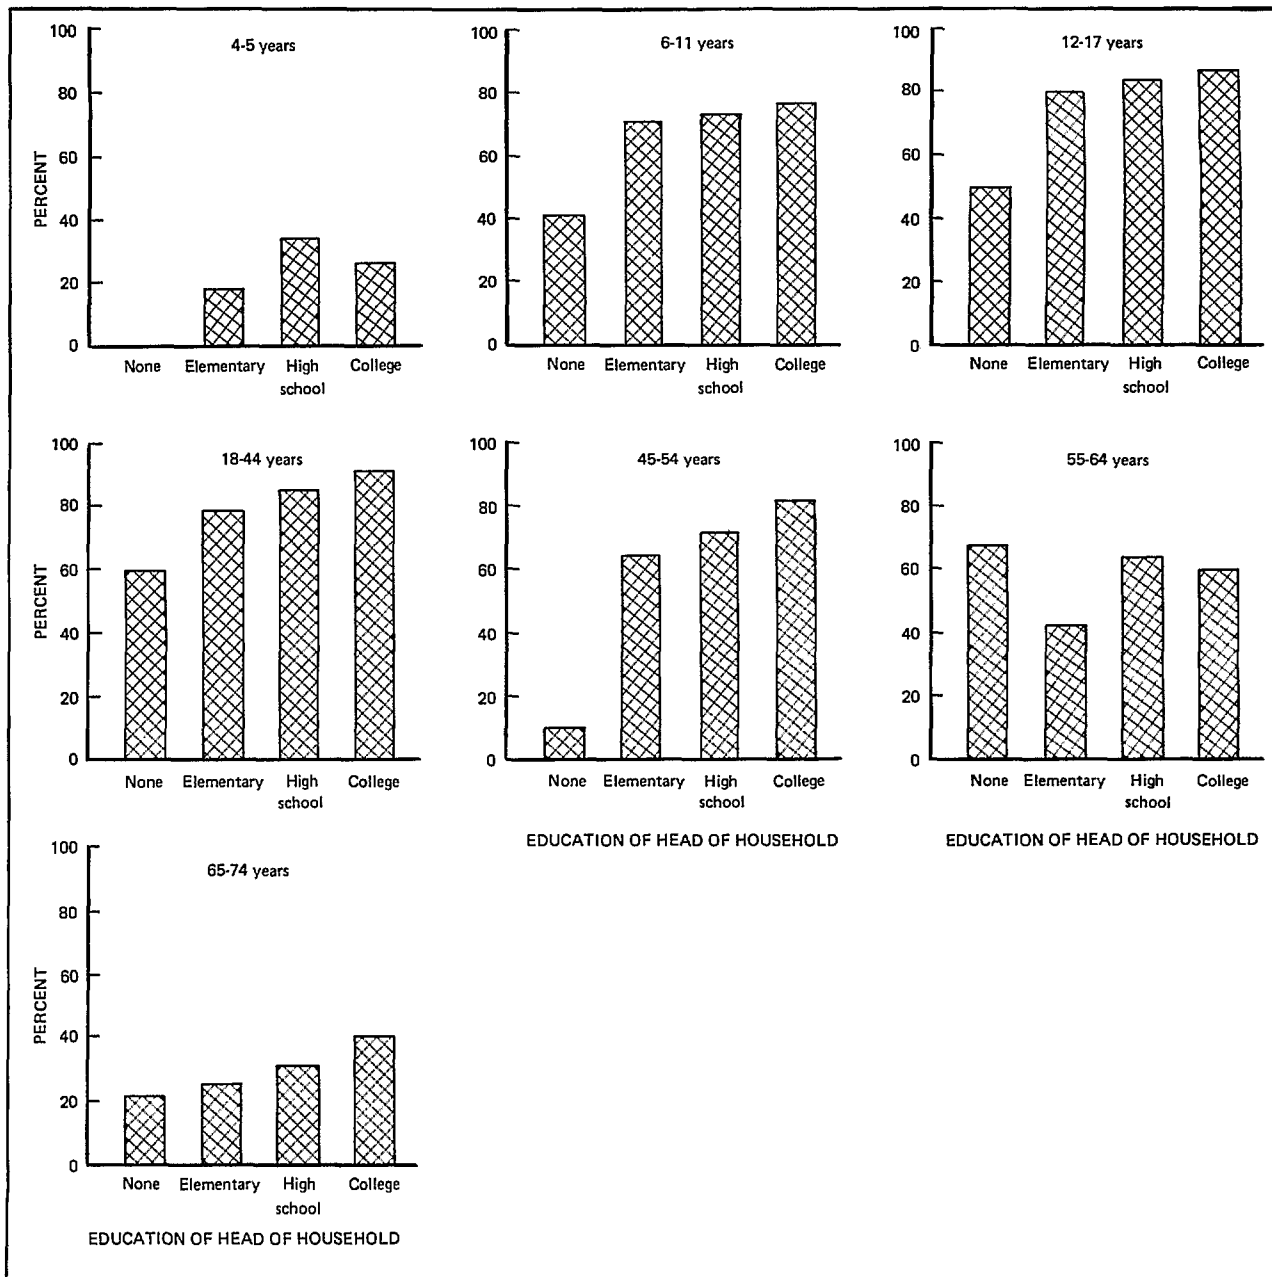 4-5 years
PERCENT
100
80
60
40
20
0
None Elementary High school College
6-11 years
100
80
60
40
20
0
None Elementary High school College
12-17 years
100
80
60
40
20
0
None Elementary High school College
18-44 years
PERCENT
100
80
60
40
20
0
None Elementary High school College
45-54 years
100
80
60
40
20
0
None Elementary High school College
EDUCATION OF HEAD OF HOUSEHOLD
55-64 years
100
80
60
40
20
0
None Elementary High school College
EDUCATION OF HEAD OF HOUSEHOLD
65-74 years
PERCENT
100
80
60
40
20
0
None Elementary High school College
EDUCATION OF HEAD OF HOUSEHOLD